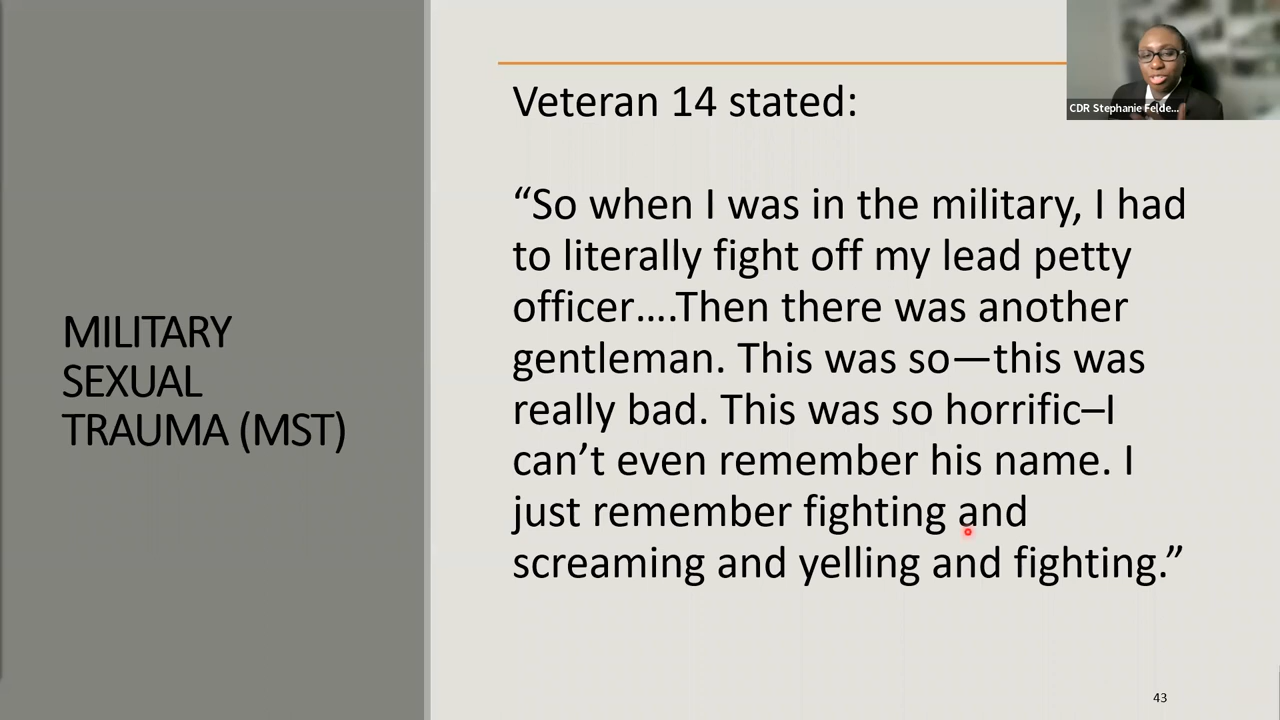 CDR Stephanie Felde...
Veteran 14 stated:
“So when I was in the military, I had
to literally fight off my lead petty
officer….Then there was another
gentleman. This was so—this was
really bad. This was so horrific–I
can’t even remember his name. I
just remember fighting and
screaming and yelling and fighting.”
MILITARY
SEXUAL
TRAUMA (MST)
43